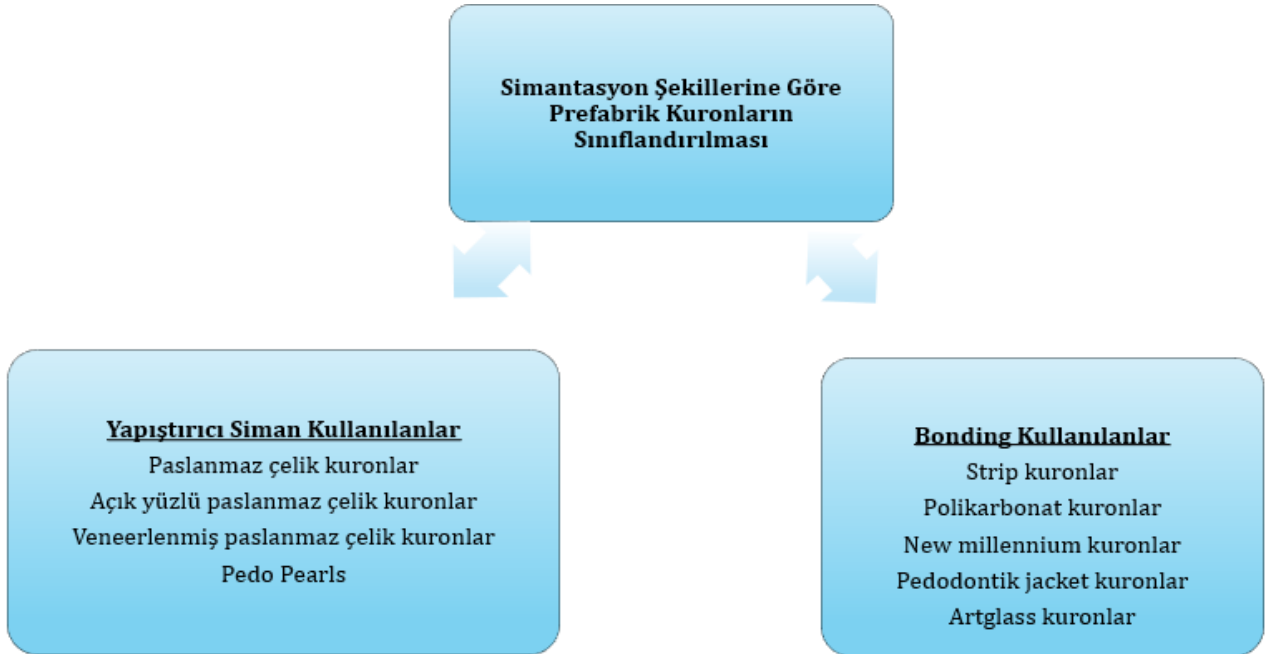 Simantasyon Şekillerine Göre
Prefabrik Kuronların
Sınıflandırılması
Yapıştırıcı Siman Kullanılanlar
Paslanmaz çelik kuronlar
Açık yüzlü paslanmaz çelik kuronlar
Veneerlenmiş paslanmaz çelik kuronlar
Pedo Pearls
Bonding Kullanılanlar
Strip kuronlar
Polikarbonat kuronlar
New millennium kuronlar
Pedodontik jacket kuronlar
Artglass kuronlar